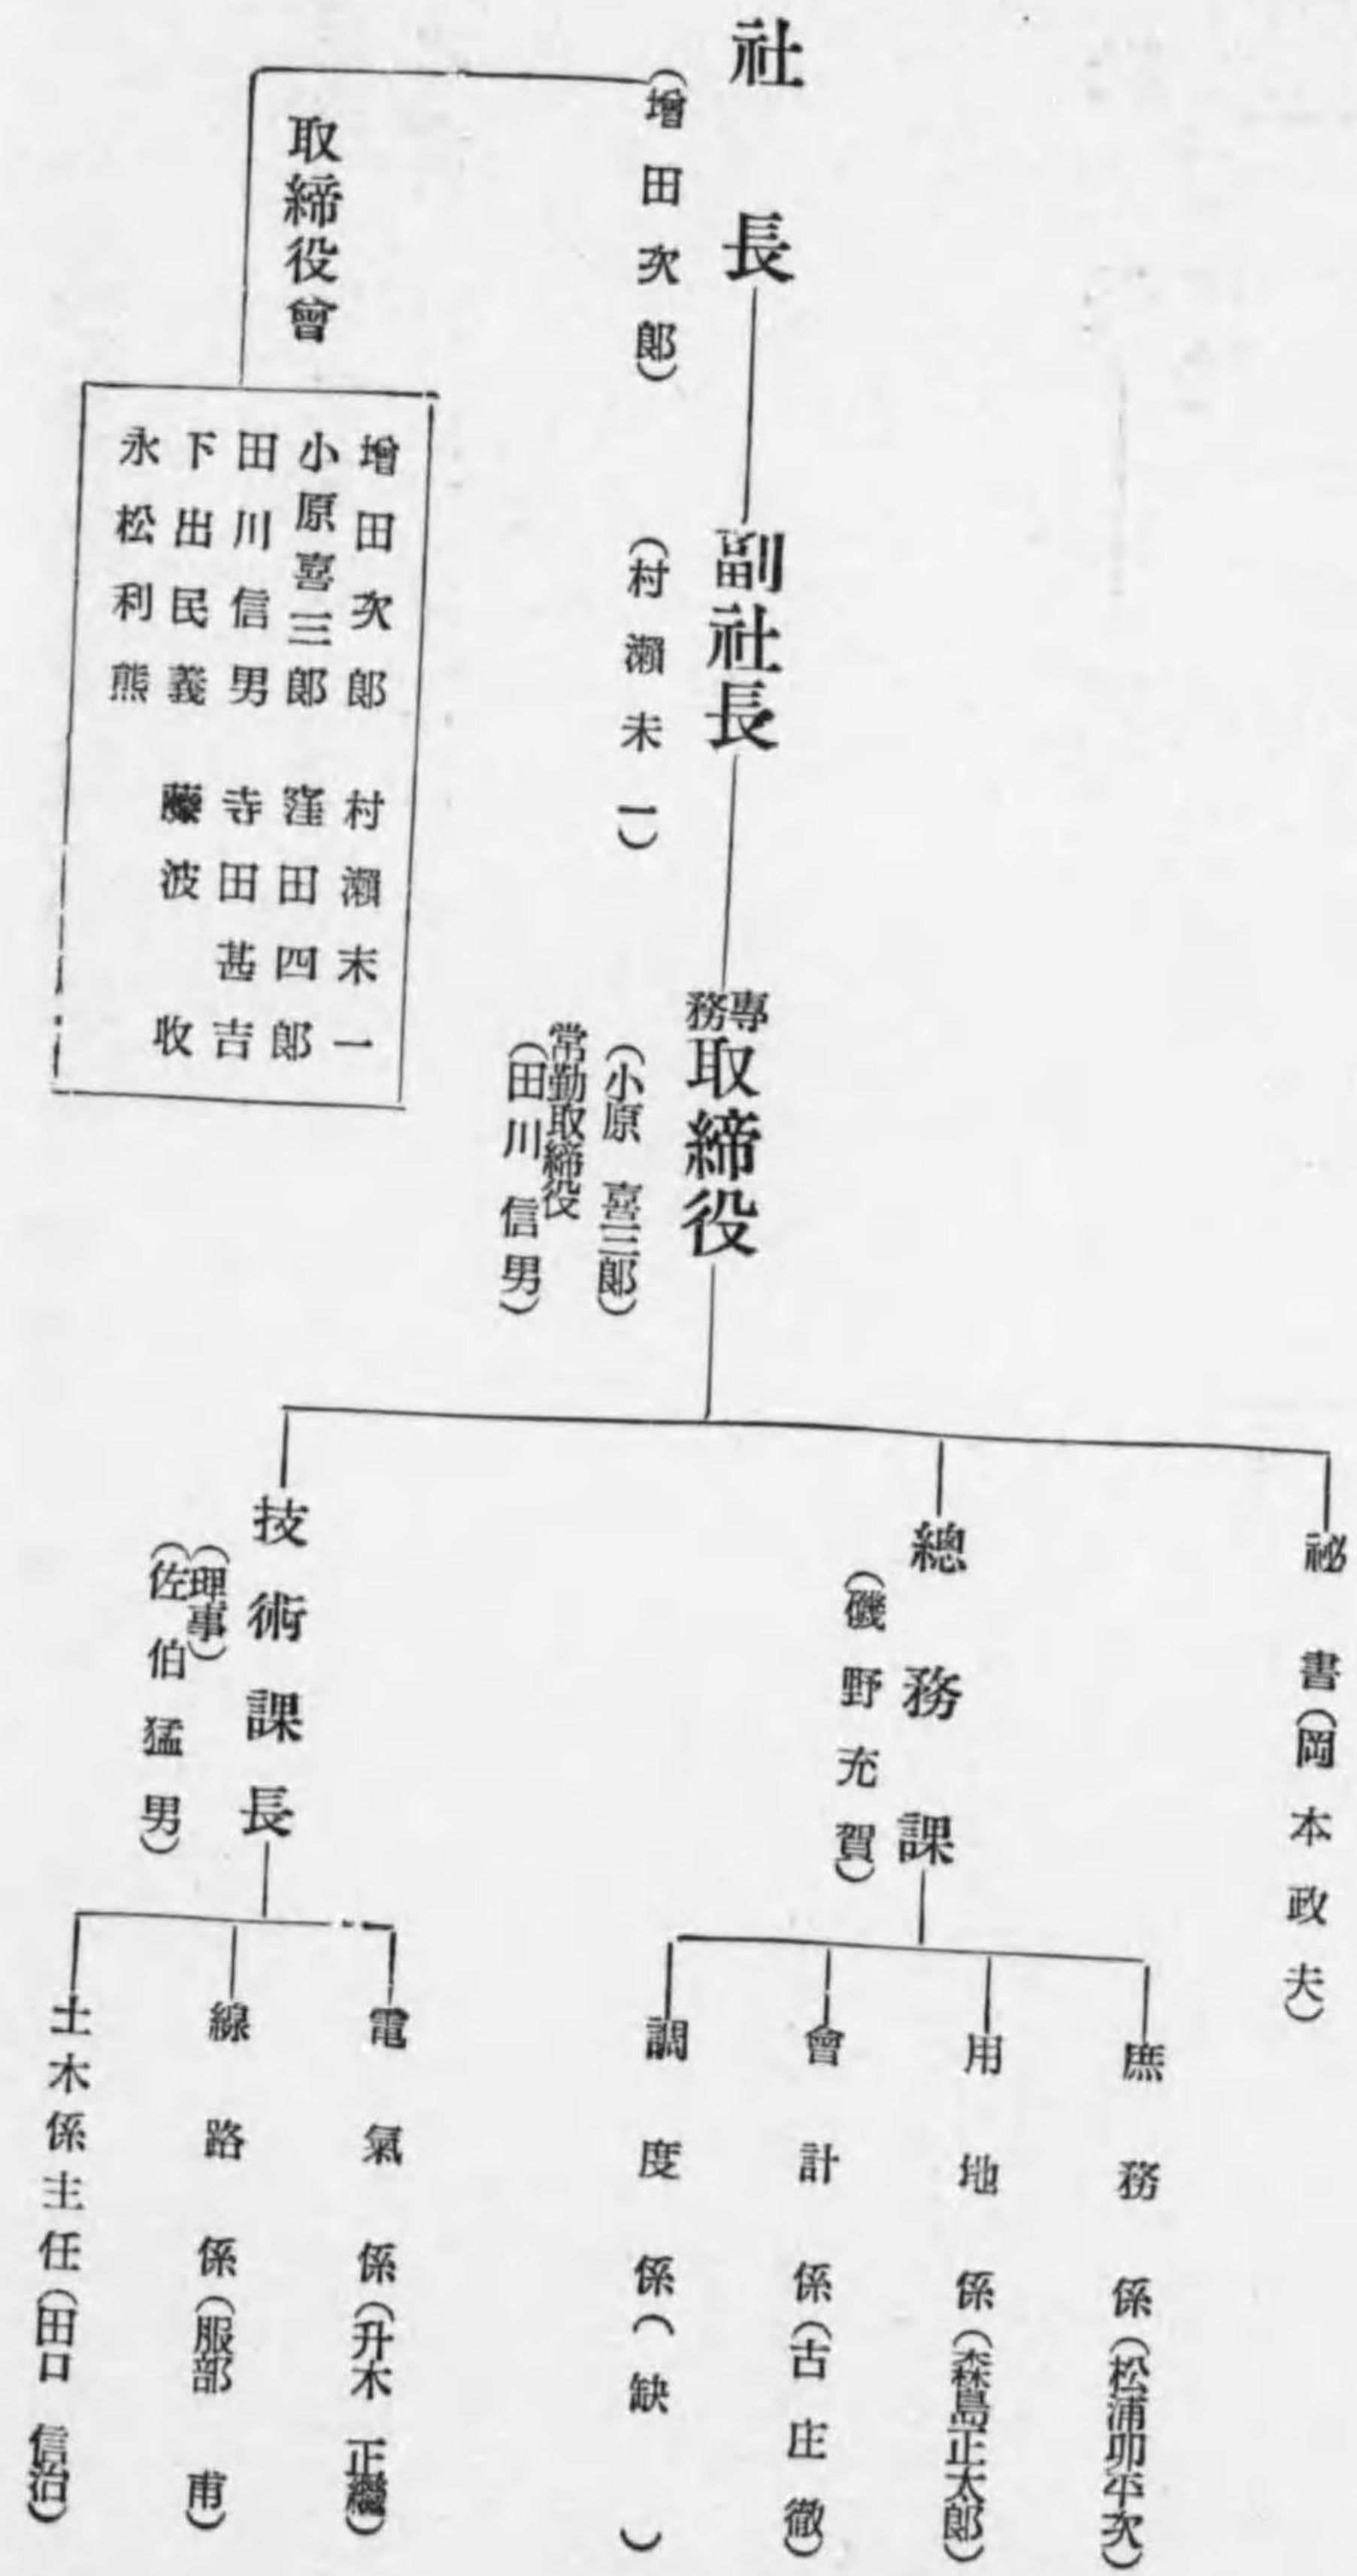 社長
（增田次郎）
副社長
（村瀨未一）
專務取締役
（小原喜三郎）
常勤取締役
（田川信男）
取締役會
增田次郎　村瀨末一
小原喜三郎　窪田四郎
田川信男　寺田甚吉
下出民義　藤波收
永松利熊
祕書（岡本政夫）
總務課
（磯野充賀）
庶務係（松浦卯平次）
用地係（森島正太郎）
會計係（古庄徹）
調度係（缺）
技術課長
（理事）
（佐伯猛男）
電氣係（升木正繼）
線路係（服部甫）
土木係主任（田口信治）